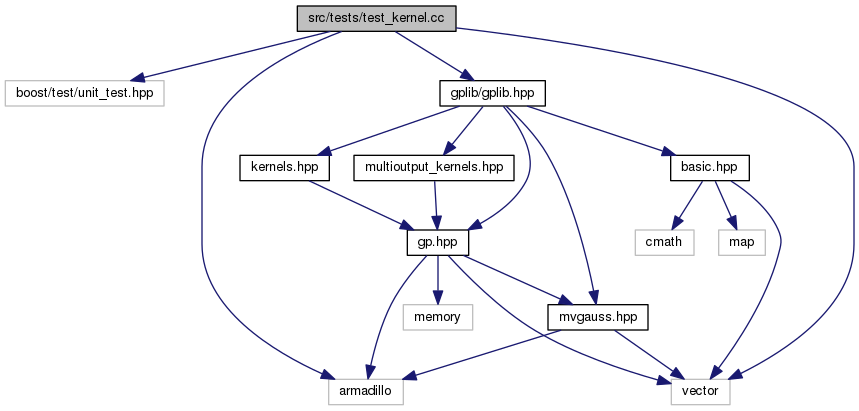 src/tests/test_kernel.cc
boost/test/unit_test.hpp
gplib/gplib.hpp
kernels.hpp
multioutput_kernels.hpp
basic.hpp
gp.hpp
cmath
map
memory
mvgauss.hpp
armadillo
vector